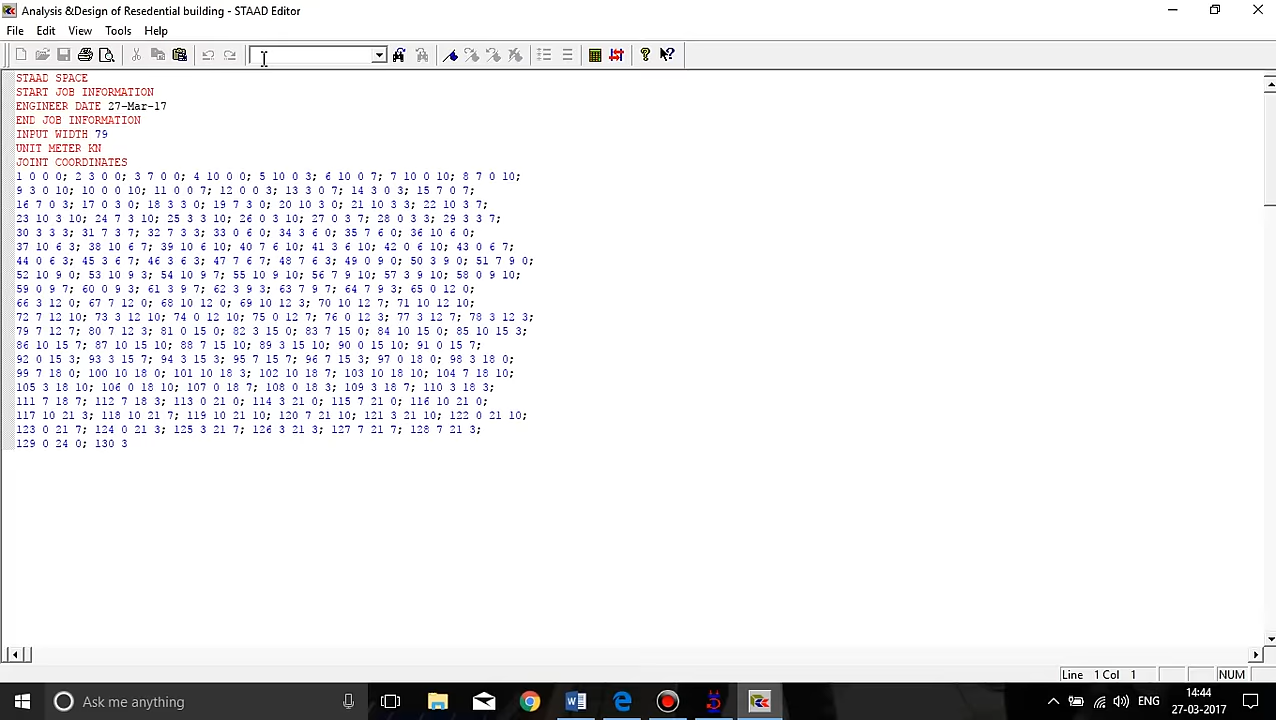 Analysis &Design of Resedential building - STAAD Editor
File Edit View Tools Help
STAAD SPACE
START JOB INFORMATION
ENGINEER DATE 27-Mar-17
END JOB INFORMATION
INPUT WIDTH 79
UNIT METER KN
JOINT COORDINATES
1 0 0 0; 2 3 0 0; 3 7 0 0; 4 10 0 0; 5 10 0 3; 6 10 0 7; 7 10 0 10; 8 7 0 10;
9 3 0 10; 10 0 0 10; 11 0 0 7; 12 0 0 3; 13 3 0 7; 14 3 0 3; 15 7 0 7;
16 7 0 3; 17 0 3 0; 18 3 3 0; 19 7 3 0; 20 10 3 0; 21 10 3 3; 22 10 3 7;
23 10 3 10; 24 7 3 10; 25 3 3 10; 26 0 3 10; 27 0 3 7; 28 0 3 3; 29 3 3 7;
30 3 3 3; 31 7 3 7; 32 7 3 3; 33 0 6 0; 34 3 6 0; 35 7 6 0; 36 10 6 0;
37 10 6 3; 38 10 6 7; 39 10 6 10; 40 7 6 10; 41 3 6 10; 42 0 6 10; 43 0 6 7;
44 0 6 3; 45 3 6 7; 46 3 6 3; 47 7 6 7; 48 7 6 3; 49 0 9 0; 50 3 9 0; 51 7 9 0;
52 10 9 0; 53 10 9 3; 54 10 9 7; 55 10 9 10; 56 7 9 10; 57 3 9 10; 58 0 9 10;
59 0 9 7; 60 0 9 3; 61 3 9 7; 62 3 9 3; 63 7 9 7; 64 7 9 3; 65 0 12 0;
66 3 12 0; 67 7 12 0; 68 10 12 0; 69 10 12 3; 70 10 12 7; 71 10 12 10;
72 7 12 10; 73 3 12 10; 74 0 12 10; 75 0 12 7; 76 0 12 3; 77 3 12 7; 78 3 12 3;
79 7 12 7; 80 7 12 3; 81 0 15 0; 82 3 15 0; 83 7 15 0; 84 10 15 0; 85 10 15 3;
86 10 15 7; 87 10 15 10; 88 7 15 10; 89 3 15 10; 90 0 15 10; 91 0 15 7;
92 0 15 3; 93 3 15 7; 94 3 15 3; 95 7 15 7; 96 7 15 3; 97 0 18 0; 98 3 18 0;
99 7 18 0; 100 10 18 0; 101 10 18 3; 102 10 18 7; 103 10 18 10; 104 7 18 10;
105 3 18 10; 106 0 18 10; 107 0 18 7; 108 0 18 3; 109 3 18 7; 110 3 18 3;
111 7 18 7; 112 7 18 3; 113 0 21 0; 114 3 21 0; 115 7 21 0; 116 10 21 0;
117 10 21 3; 118 10 21 7; 119 10 21 10; 120 7 21 10; 121 3 21 10; 122 0 21 10;
123 0 21 7; 124 0 21 3; 125 3 21 7; 126 3 21 3; 127 7 21 7; 128 7 21 3;
129 0 24 0; 130 3
Line 1 Col 1 NUM
Ask me anything
ENG
14:44
27-03-2017